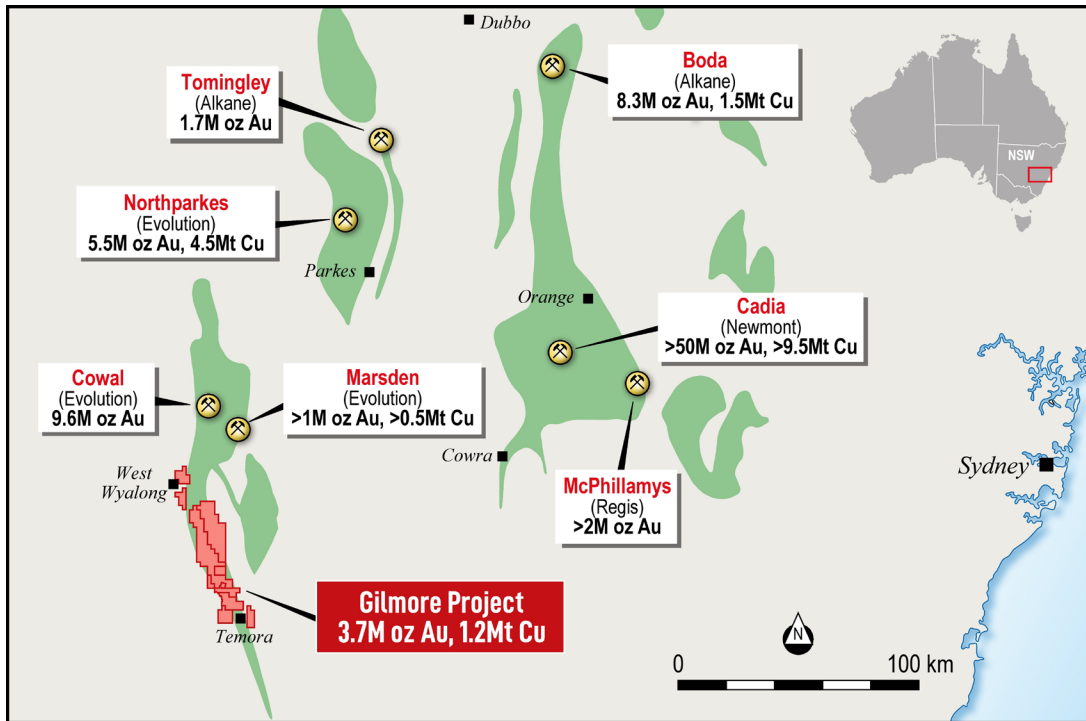 Dubbo
Tomingley
(Alkane)
1.7M oz Au
Boda
(Alkane)
8.3M oz Au, 1.5Mt Cu
NSW
Northparkes
(Evolution)
5.5M oz Au, 4.5Mt Cu
Parkes
Orange
Cadia
(Newmont)
>50M oz Au, >9.5Mt Cu
Cowal
(Evolution)
9.6M oz Au
Marsden
(Evolution)
>1M oz Au, >0.5Mt Cu
Cowra
West
Wyalong
McPhillamys
(Regis)
>2M oz Au
Sydney
Gilmore Project
3.7M oz Au, 1.2Mt Cu
Temora
N
0
100 km